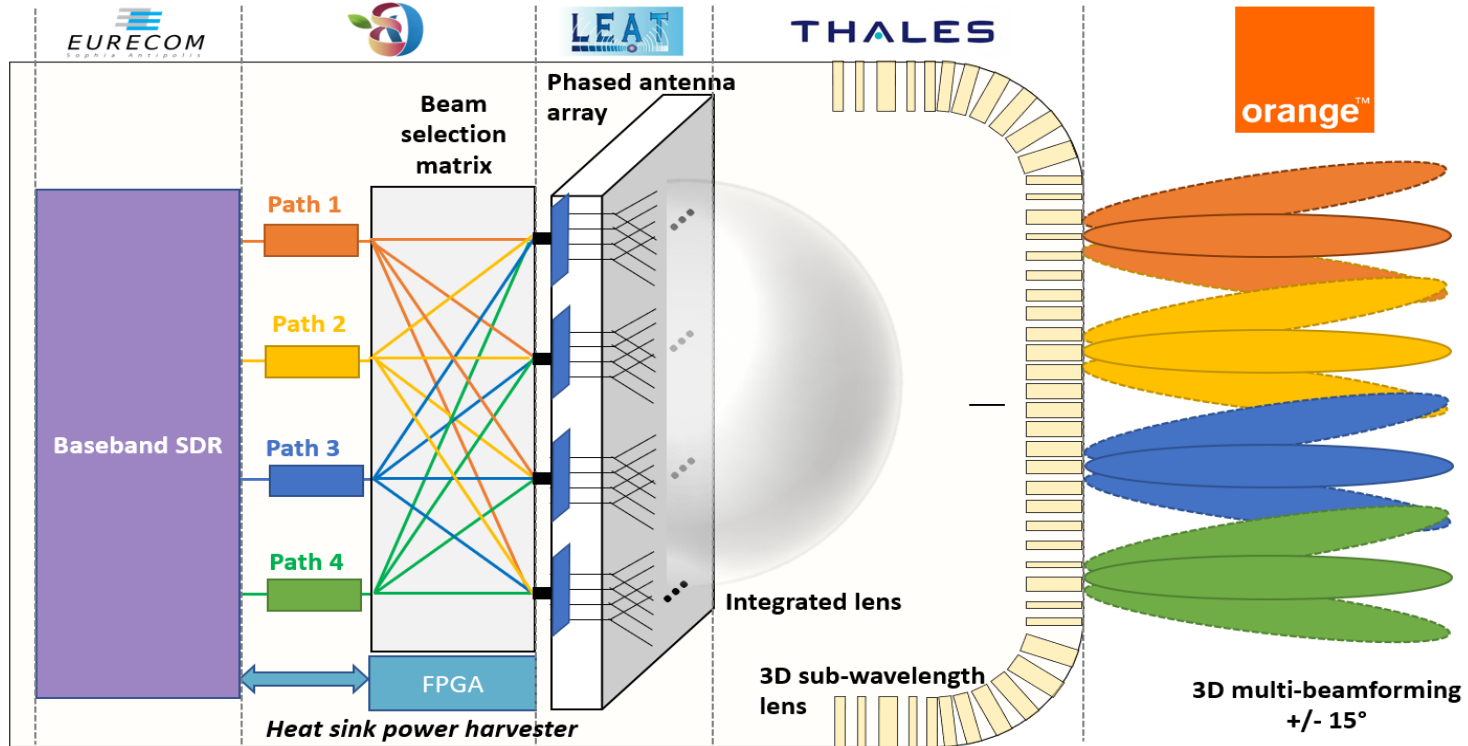 EURECOM
Sophia Antipolis
LEAT
THALES
orange™
Phased antenna
array
Beam
selection
matrix
Path 1
Path 2
Baseband SDR
Path 3
Path 4
Integrated lens
FPGA
3D sub-wavelength
lens
3D multi-beamforming
+/- 15°
Heat sink power harvester